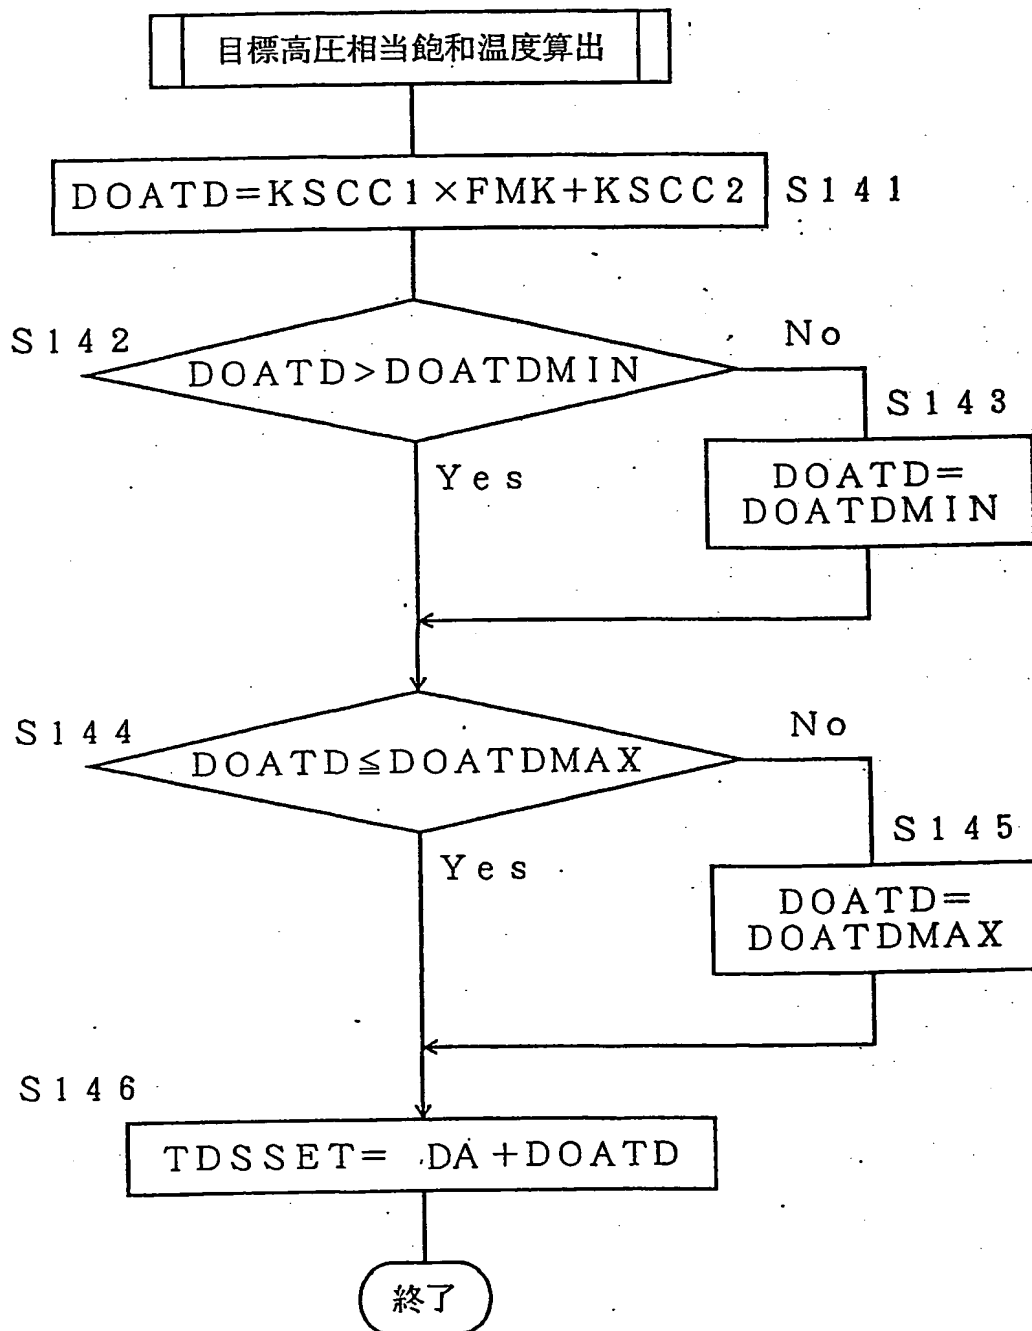 目標高圧相当飽和温度算出
DOATD=KSCC1×FMK+KSCC2
S141
S142
DOATD>DOATDMIN
No
S143
Yes
DOATD=
DOATDMIN
S144
DOATD≦DOATDMAX
No
S145
Yes
DOATD=
DOATDMAX
S146
TDSSET= DA+DOATD
終了